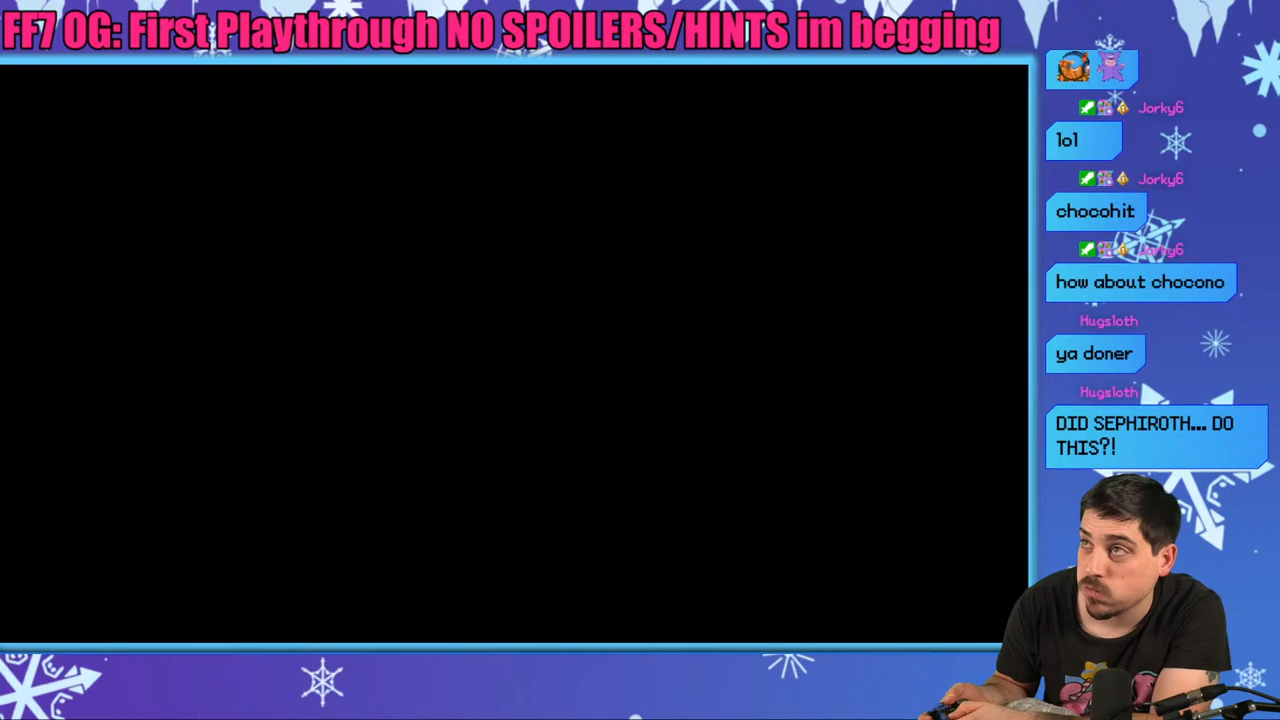 FF7 OG: First Playthrough NO SPOILERS/HINTS im begging
Jorky6
lol
Jorky6
chocohit
Jorky6
how about chocono
Hugsloth
ya doner
Hugsloth
DID SEPHIROTH... DO
THIS?!